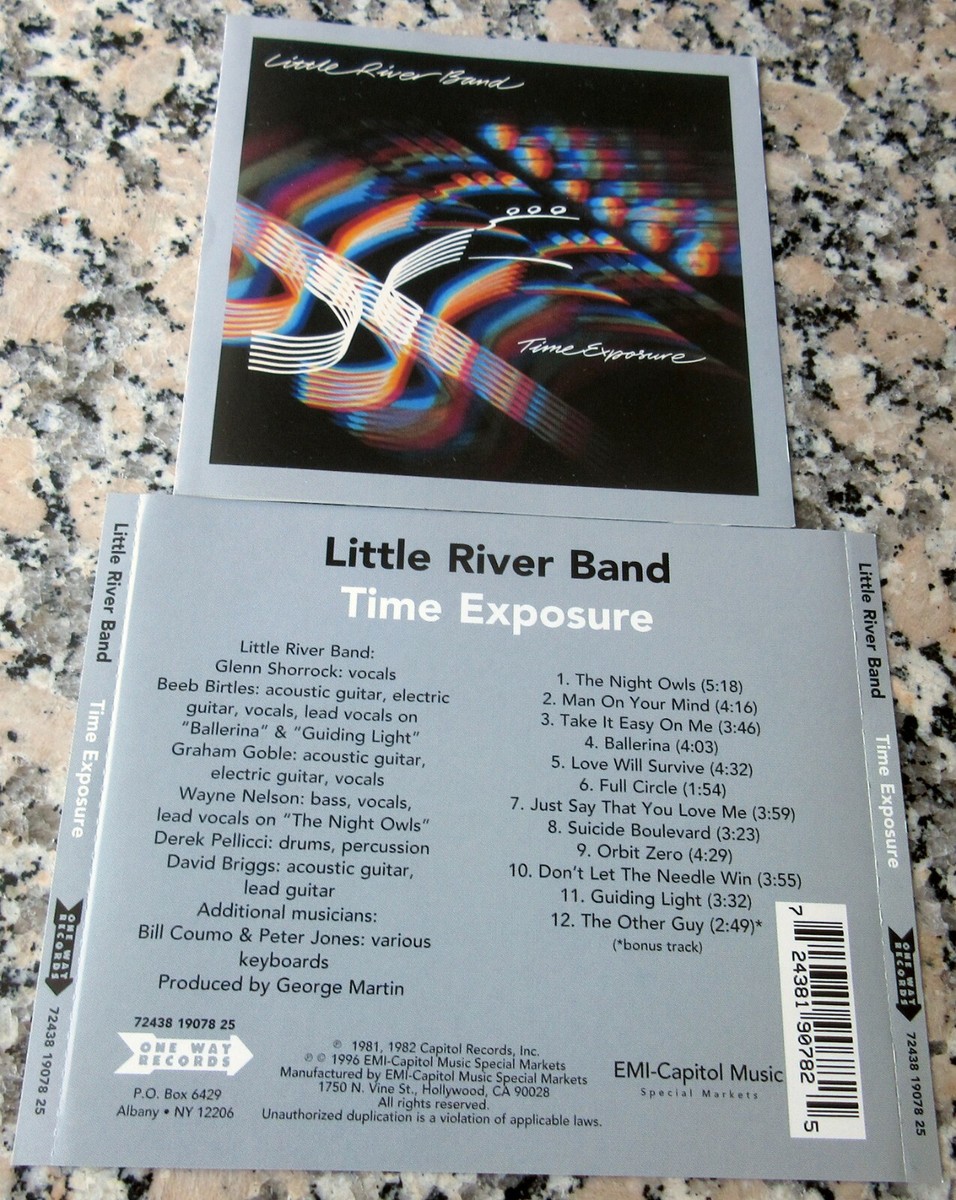 Little River Band
Time Exposure
Little River Band
Time Exposure
Little River Band:
Glenn Shorrock: vocals
Beeb Birtles: acoustic guitar, electric
guitar, vocals, lead vocals on
"Ballerina" & "Guiding Light"
Graham Goble: acoustic guitar,
electric guitar, vocals
Wayne Nelson: bass, vocals,
lead vocals on "The Night Owls"
Derek Pellicci: drums, percussion
David Briggs: acoustic guitar,
lead guitar
Additional musicians:
Bill Coumo & Peter Jones: various
keyboards
Produced by George Martin
1. The Night Owls (5:18)
2. Man On Your Mind (4:16)
3. Take It Easy On Me (3:46)
4. Ballerina (4:03)
5. Love Will Survive (4:32)
6. Full Circle (1:54)
7. Just Say That You Love Me (3:59)
8. Suicide Boulevard (3:23)
9. Orbit Zero (4:29)
10. Don't Let The Needle Win (3:55)
11. Guiding Light (3:32)
12. The Other Guy (2:49)*
(*bonus track)
72438 19078 25
ONE WAY
RECORDS
P.O. Box 6429
Albany • NY 12206
℗ 1981, 1982 Capitol Records, Inc.
℗ © 1996 EMI-Capitol Music Special Markets
Manufactured by EMI-Capitol Music Special Markets
1750 N. Vine St., Hollywood, CA 90028
All rights reserved.
Unauthorized duplication is a violation of applicable laws.
EMI-Capitol Music
Special Markets
7 24381 90782 5
Little River Band Time Exposure
ONE WAY
RECORDS
72438 19078 25
Little River Band Time Exposure
ONE WAY
RECORDS
72438 19078 25